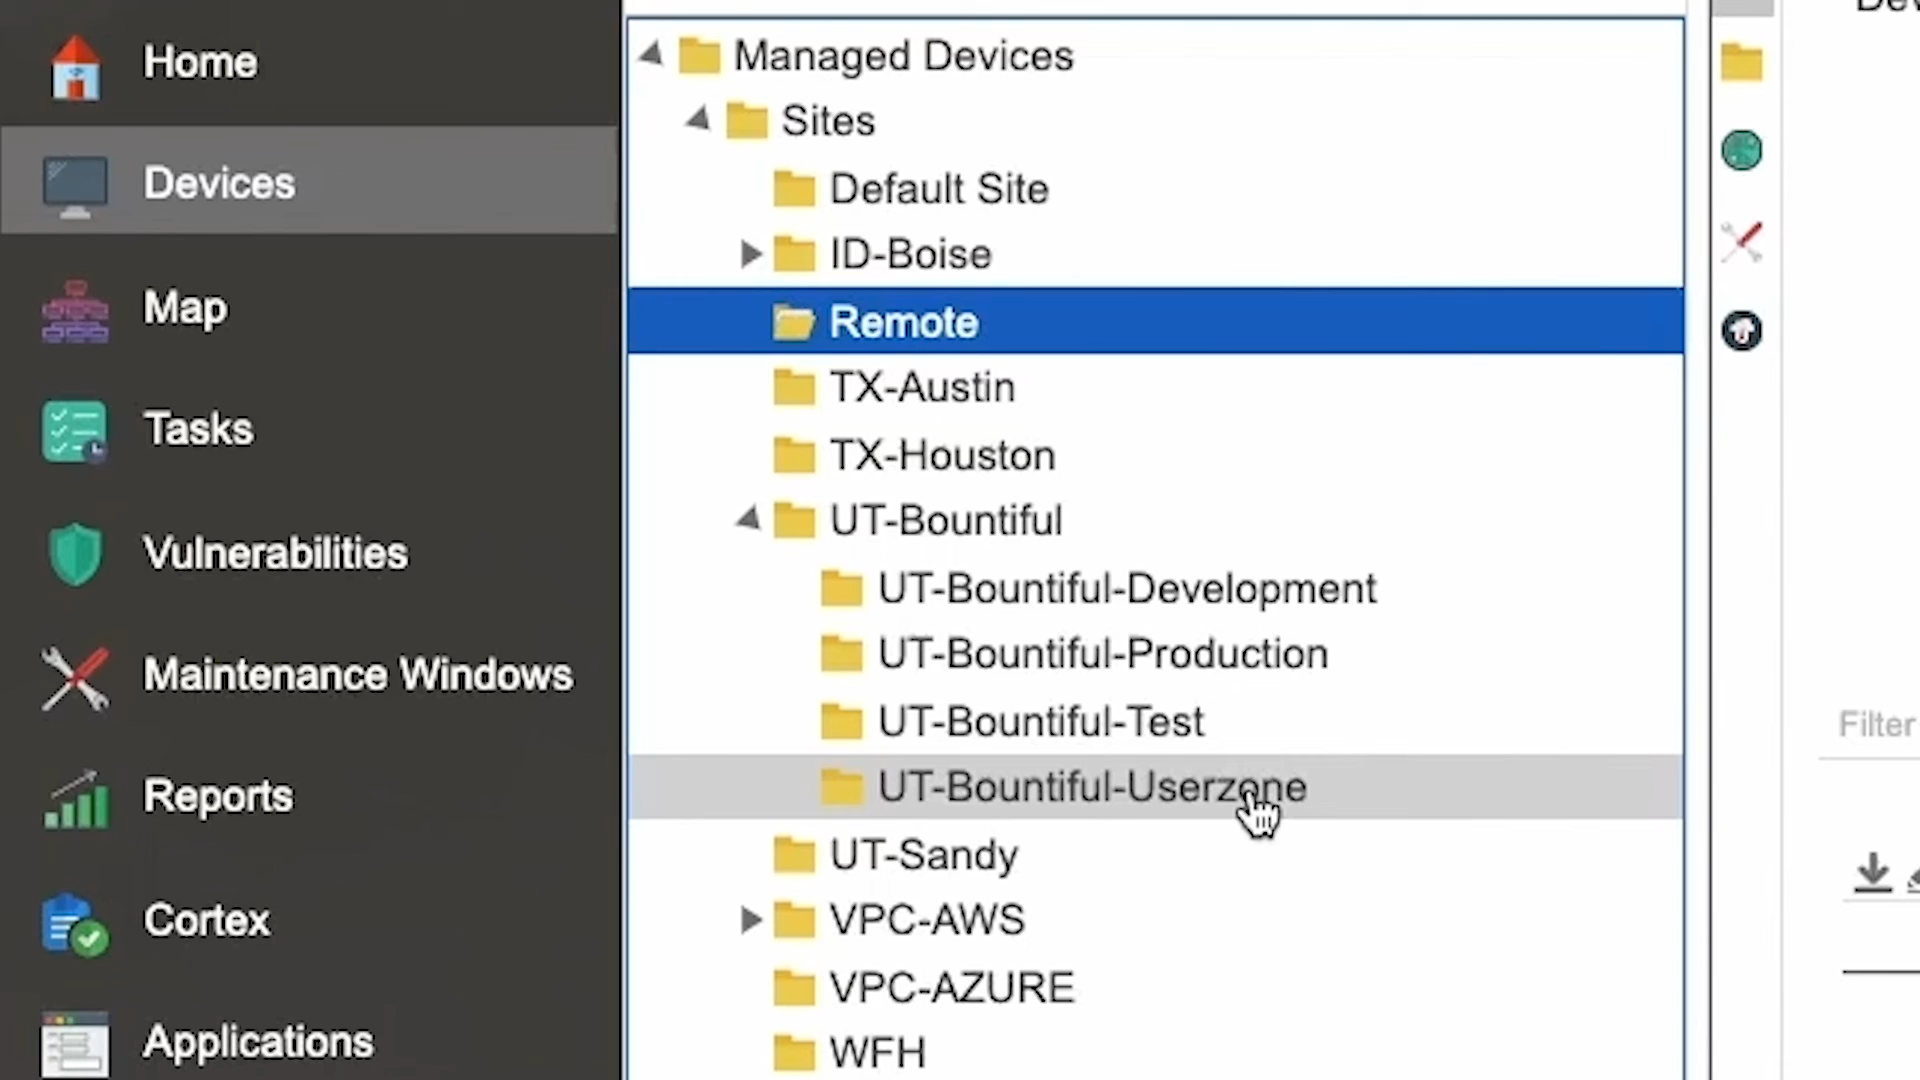 Home
Devices
Map
Tasks
Vulnerabilities
Maintenance Windows
Reports
Cortex
Applications
Managed Devices
Sites
Default Site
ID-Boise
Remote
TX-Austin
TX-Houston
UT-Bountiful
UT-Bountiful-Development
UT-Bountiful-Production
UT-Bountiful-Test
UT-Bountiful-Userzone
UT-Sandy
VPC-AWS
VPC-AZURE
WFH
Filter